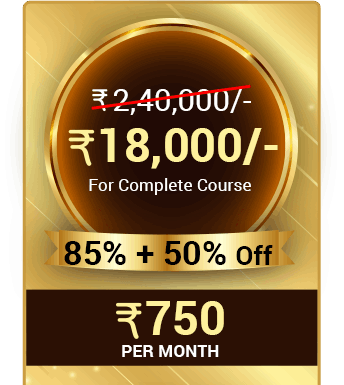 ₹2,40,000/-
₹18,000/-
For Complete Course
85% + 50% Off
₹750
PER MONTH